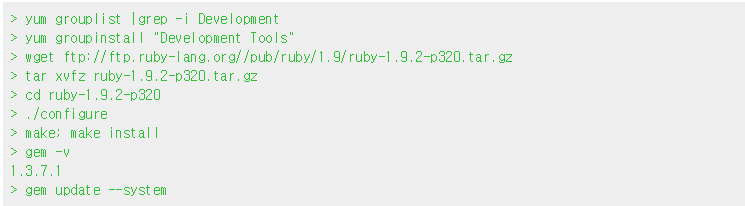 > yum grouplist |grep -i Development
> yum groupinstall "Development Tools"
> wget ftp://ftp.ruby-lang.org//pub/ruby/1.9/ruby-1.9.2-p320.tar.gz
> tar xvfz ruby-1.9.2-p320.tar.gz
> cd ruby-1.9.2-p320
> ./configure
> make; make install
> gem -v
1.3.7.1
> gem update --system